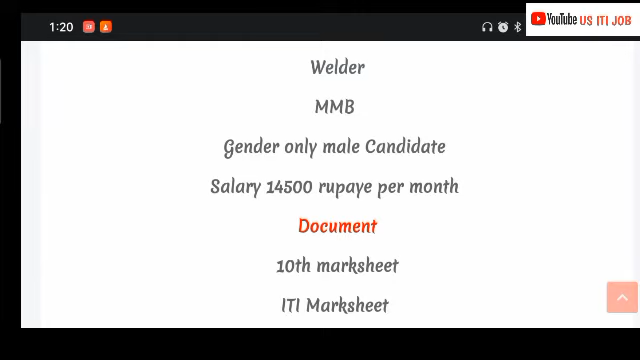 1:20
YouTube US ITI JOB
Welder
MMB
Gender only male Candidate
Salary 14500 rupaye per month
Document
10th marksheet
ITI Marksheet